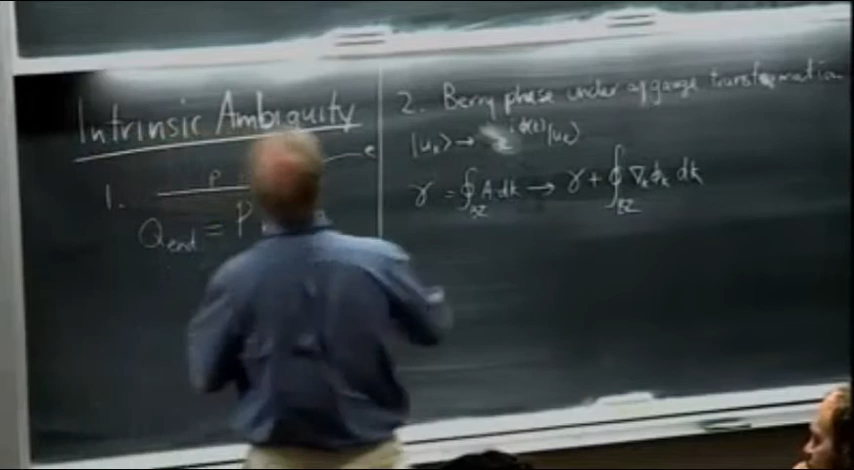 Intrinsic Ambiguity
1. P e
Q_end = P
2. Berry phase under a gauge transformation
|u_k⟩ → e^{iϕ(k)}|u_k⟩
γ = ∮_BZ A dk → γ + ∮_BZ ∇_k ϕ_k dk